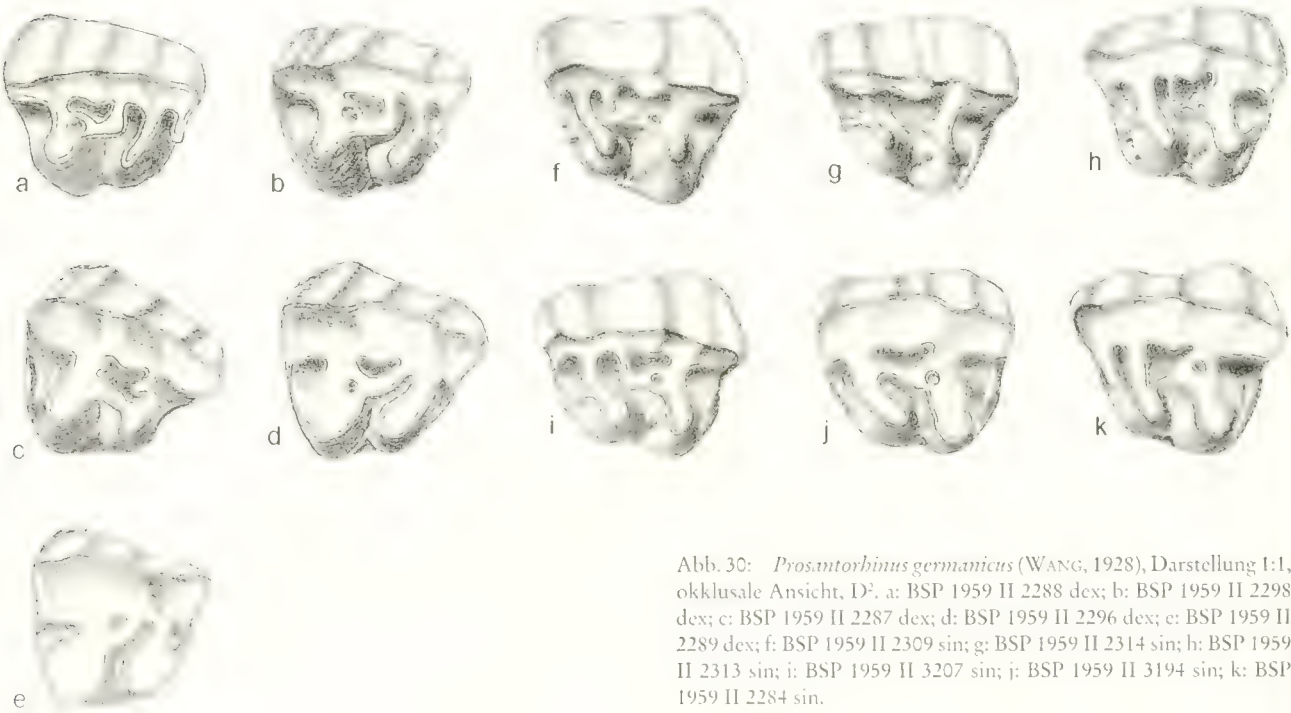 a b f g h
c d i j k
e
Abb. 30: Prosantorhinus germanicus (WANG, 1928), Darstellung 1:1,
okklusale Ansicht, D². a: BSP 1959 II 2288 dex; b: BSP 1959 II 2298
dex; c: BSP 1959 II 2287 dex; d: BSP 1959 II 2296 dex; e: BSP 1959 II
2289 dex; f: BSP 1959 II 2309 sin; g: BSP 1959 II 2314 sin; h: BSP 1959
II 2313 sin; i: BSP 1959 II 3207 sin; j: BSP 1959 II 3194 sin; k: BSP
1959 II 2284 sin.